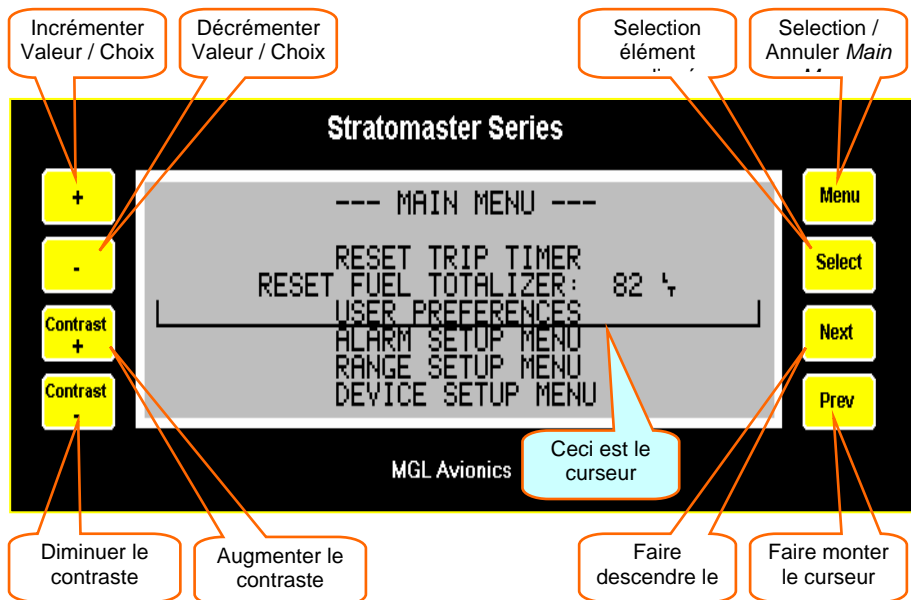 Incrémenter
Valeur / Choix
Décrémenter
Valeur / Choix
Selection
élément
Selection /
Annuler Main
Stratomaster Series
+
-
Contrast
+
Contrast
-
--- MAIN MENU ---
RESET TRIP TIMER
RESET FUEL TOTALIZER: 82
USER PREFERENCES
ALARM SETUP MENU
RANGE SETUP MENU
DEVICE SETUP MENU
Menu
Select
Next
Prev
Ceci est le
curseur
MGL Avionics
Diminuer le
contraste
Augmenter le
contraste
Faire
descendre le
Faire monter
le curseur